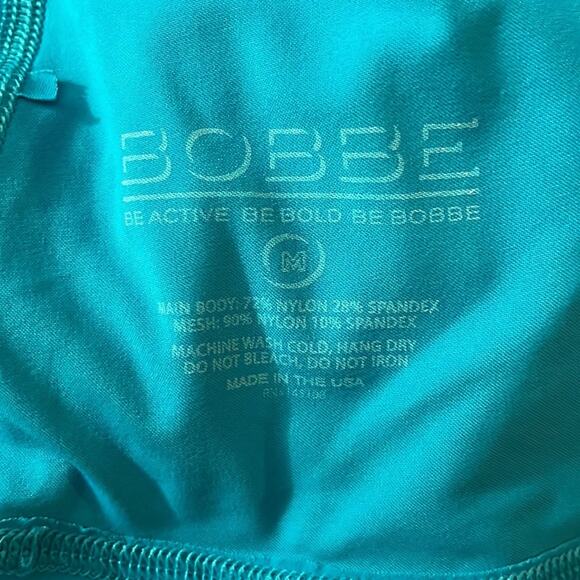 BOBBE
BE ACTIVE BE BOLD BE BOBBE
M
MAIN BODY: 72% NYLON 28% SPANDEX
MESH: 90% NYLON 10% SPANDEX
MACHINE WASH COLD, HANG DRY
DO NOT BLEACH, DO NOT IRON
MADE IN THE USA